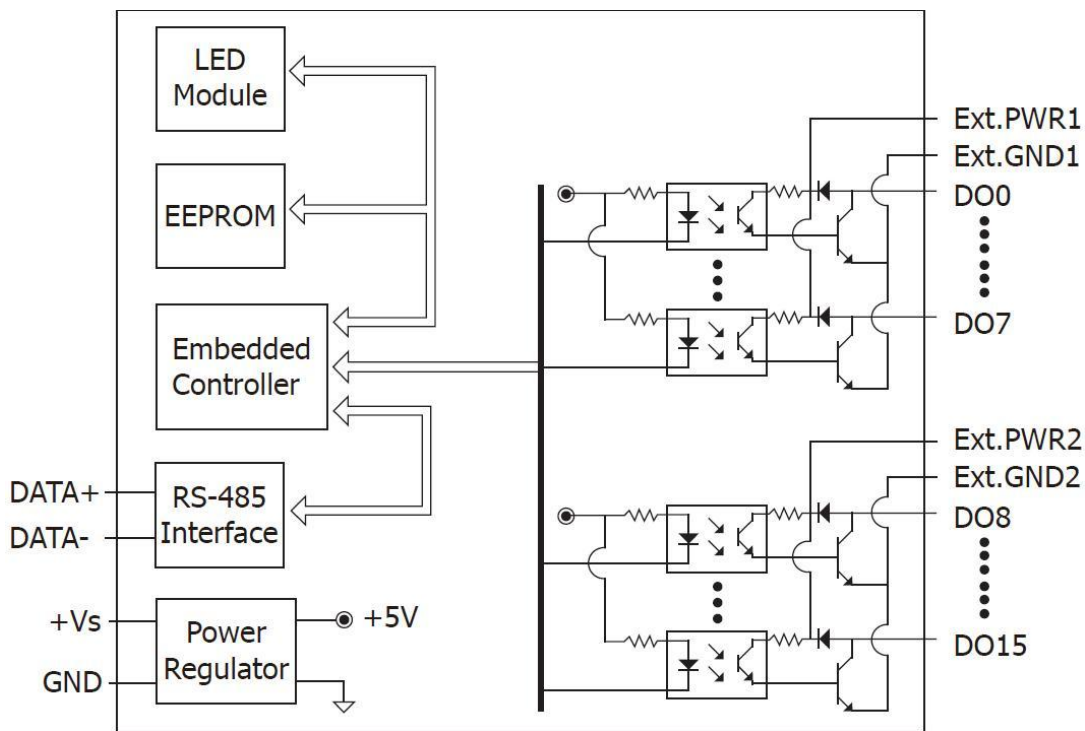 LED
Module
EEPROM
Embedded
Controller
DATA+
DATA-
RS-485
Interface
+Vs
GND
Power
Regulator
+5V
Ext.PWR1
Ext.GND1
DO0
DO7
Ext.PWR2
Ext.GND2
DO8
DO15